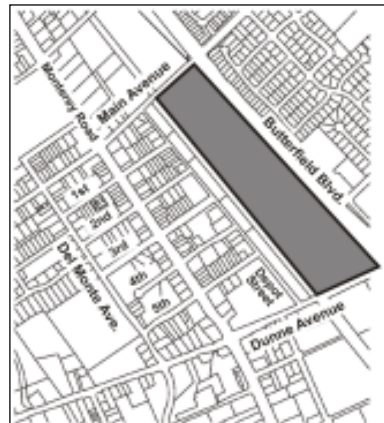 Main Avenue
Monterey Road
Butterfield Blvd.
1st
2nd
3rd
Del Monte Ave.
4th
5th
Depot
Street
Dunne Avenue